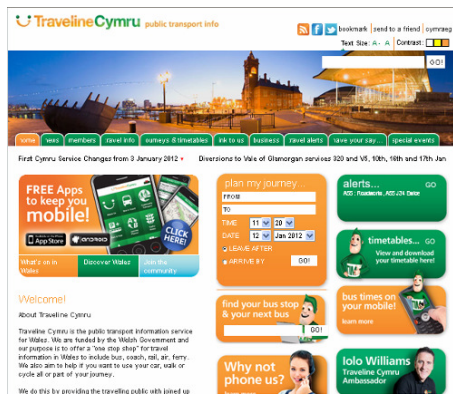 TravelineCymru public transport info
bookmark | send to a friend | cymraeg
Text Size: A - A Contrast:
GO!
home news members travel info journeys & timetables link to us business travel alerts have your say... special events
First Cymru Service Changes from 3 January 2012 Diversions to Vale of Glamorgan services 320 and V5, 10th, 16th and 17th Jan
FREE Apps
to keep you
mobile!
Available on the
App Store
ANDROID
CLICK
HERE!
What's on in
Wales
Discover Wales
Join the
community
Welcome!
About Traveline Cymru
Traveline Cymru is the public transport information service
for Wales. We are funded by the Welsh Government and
our purpose is to offer a "one stop shop" for travel
information in Wales to include bus, coach, rail, air, ferry.
We also aim to help if you want to use your car, walk or
cycle all or part of your journey.
We do this by providing the travelling public with joined up
plan my journey...
FROM
TO
TIME 11 20
DATE 12 Jan 2012
LEAVE AFTER
ARRIVE BY
GO!
find your bus stop
& your next bus
GO!
Why not
phone us?
learn more
alerts... GO
timetables... GO
View and download
your timetable here!
bus times on
your mobile!
learn more
Iolo Williams
Traveline Cymru
Ambassador